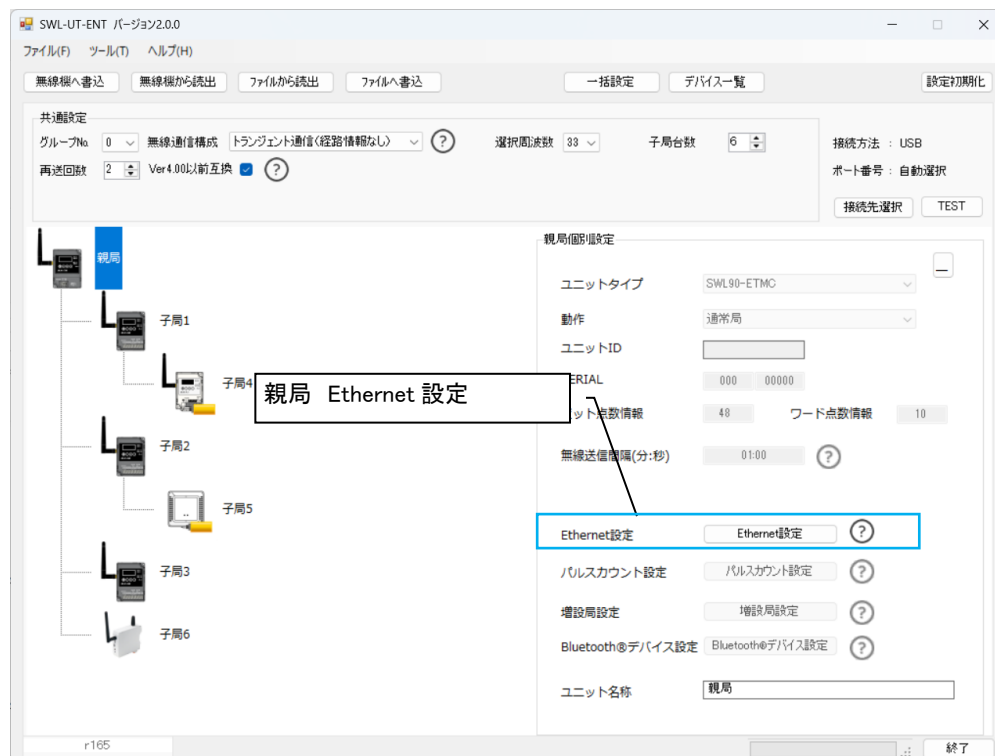 SWL-UT-ENT バージョン2.0.0
ファイル(F) ツール(T) ヘルプ(H)
無線機へ書込 無線機から読出 ファイルから読出 ファイルへ書込 一括設定 デバイス一覧 設定初期化
共通設定
グループNo. 0 無線通信構成 トランジェント通信(経路情報なし) ? 選択周波数 33 子局台数 6
接続方法 : USB
再送回数 2 Ver4.00以前互換 ?
ポート番号 : 自動選択
接続先選択 TEST
親局
子局1
子局4
子局2
子局5
子局3
子局6
親局 Ethernet 設定
親局個別設定
_
ユニットタイプ SWL90-ETMC
動作 通常局
ユニットID
ERIAL 000 00000
ット点数情報 48 ワード点数情報 10
無線送信間隔(分:秒) 01:00 ?
Ethernet設定 Ethernet設定 ?
パルスカウント設定 パルスカウント設定 ?
増設局設定 増設局設定 ?
Bluetooth®デバイス設定 Bluetooth®デバイス設定 ?
ユニット名称 親局
r165
終了